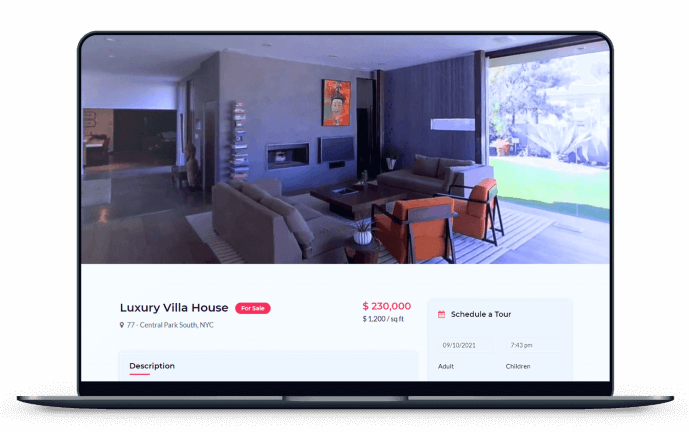 Luxury Villa House
For Sale
77 - Central Park South, NYC
$ 230,000
$ 1,200 / sq ft
Description
Schedule a Tour
09/10/2021
7:43 pm
Adult
Children